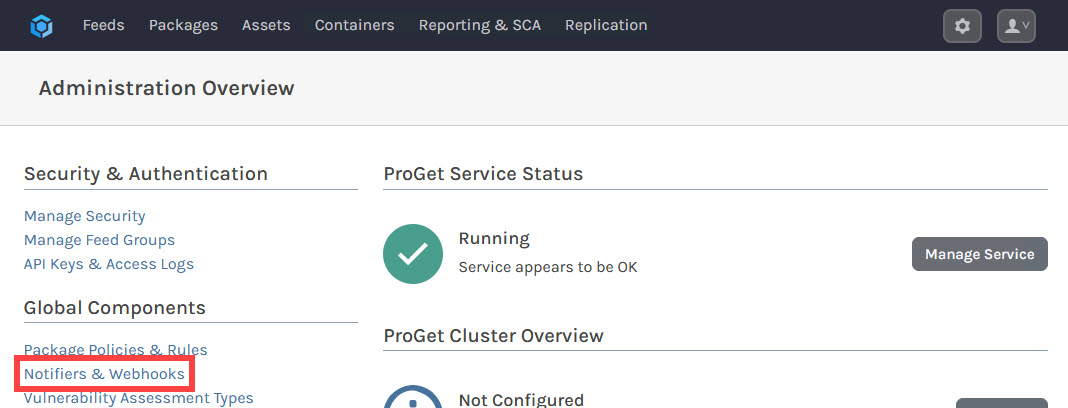 Feeds Packages Assets Containers Reporting & SCA Replication
Administration Overview
Security & Authentication
Manage Security
Manage Feed Groups
API Keys & Access Logs
Global Components
Package Policies & Rules
Notifiers & Webhooks
Vulnerability Assessment Types
ProGet Service Status
Running
Service appears to be OK
Manage Service
ProGet Cluster Overview
Not Configured